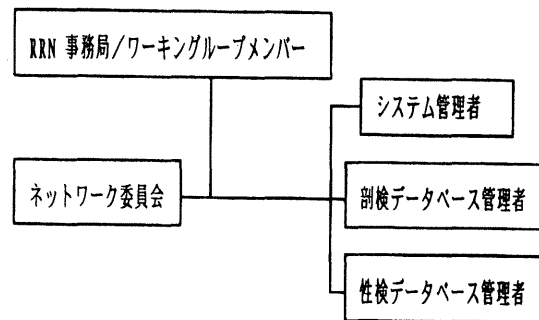 RRN 事務局/ワーキングループメンバー
システム管理者
ネットワーク委員会
剖検データベース管理者
性検データベース管理者